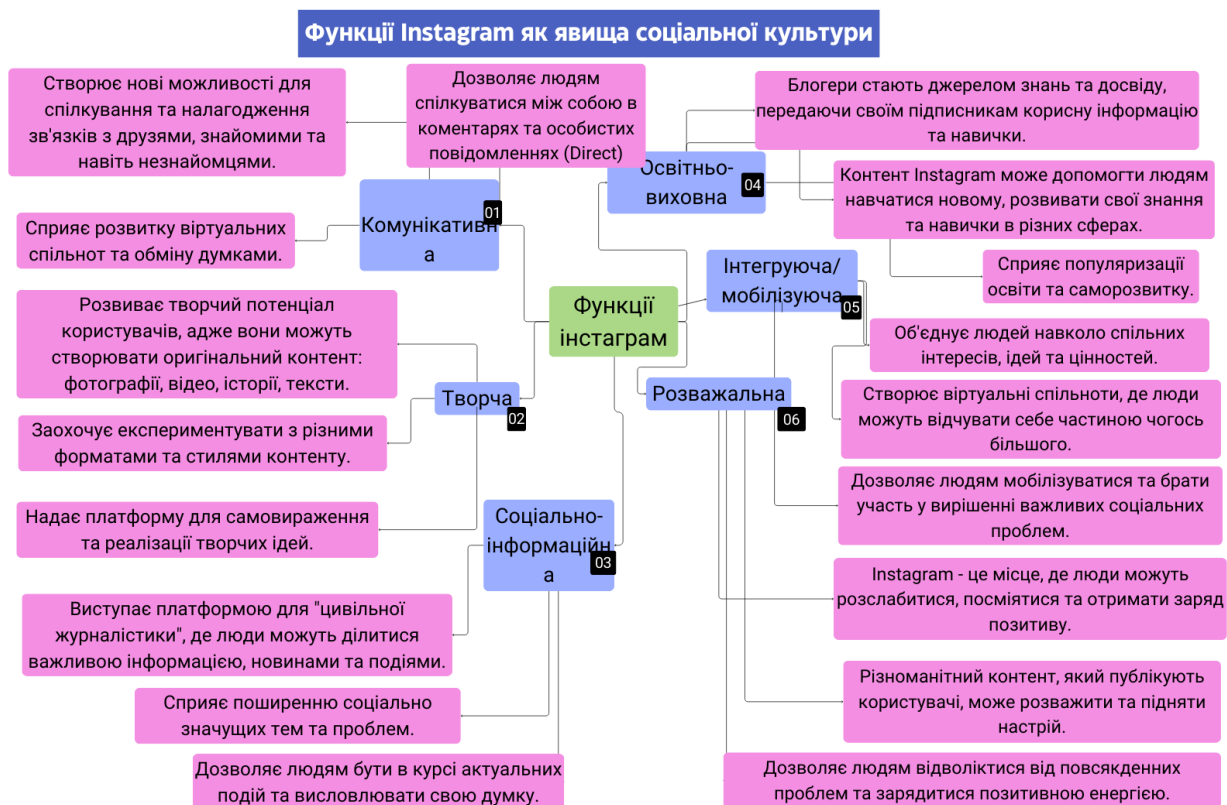 Функції Instagram як явища соціальної культури
Створює нові можливості для
спілкування та налагодження
зв'язків з друзями, знайомими та
навіть незнайомцями.
Дозволяє людям
спілкуватися між собою в
коментарях та особистих
повідомленнях (Direct)
Комунікативн
а
01
Сприяє розвитку віртуальних
спільнот та обміну думками.
Функції
інстаграм
Розвиває творчий потенціал
користувачів, адже вони можуть
створювати оригінальний контент:
фотографії, відео, історії, тексти.
Творча
02
Заохочує експериментувати з різними
форматами та стилями контенту.
Надає платформу для самовираження
та реалізації творчих ідей.
Соціально-
інформаційн
а
03
Виступає платформою для "цивільної
журналістики", де люди можуть ділитися
важливою інформацією, новинами та подіями.
Сприяє поширенню соціально
значущих тем та проблем.
Дозволяє людям бути в курсі актуальних
подій та висловлювати свою думку.
Освітньо-
виховна
04
Блогери стають джерелом знань та досвіду,
передаючи своїм підписникам корисну інформацію
та навички.
Контент Instagram може допомогти людям
навчатися новому, розвивати свої знання
та навички в різних сферах.
Сприяє популяризації
освіти та саморозвитку.
Інтегруюча/
мобілізуюча
05
Об'єднує людей навколо спільних
інтересів, ідей та цінностей.
Створює віртуальні спільноти, де люди
можуть відчувати себе частиною чогось
більшого.
Дозволяє людям мобілізуватися та брати
участь у вирішенні важливих соціальних
проблем.
Розважальна
06
Instagram - це місце, де люди можуть
розслабитися, посміятися та отримати заряд
позитиву.
Різноманітний контент, який публікують
користувачі, може розважити та підняти
настрій.
Дозволяє людям відволіктися від повсякденних
проблем та зарядитися позитивною енергією.